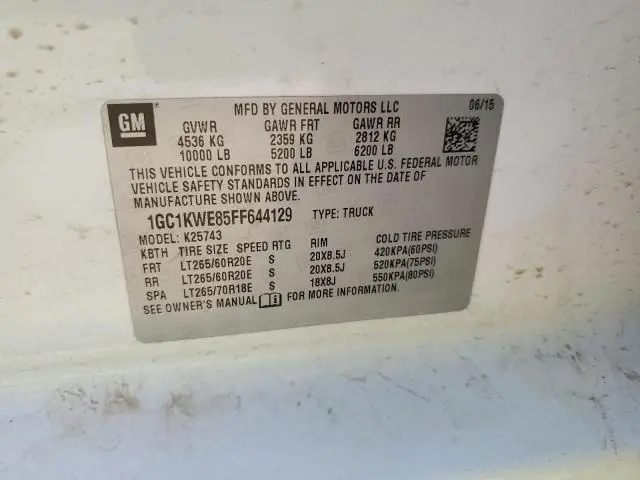 GM
MFD BY GENERAL MOTORS LLC 06/15
GVWR GAWR FRT GAWR RR
4536 KG 2359 KG 2812 KG
10000 LB 5200 LB 6200 LB
THIS VEHICLE CONFORMS TO ALL APPLICABLE U.S. FEDERAL MOTOR
VEHICLE SAFETY STANDARDS IN EFFECT ON THE DATE OF
MANUFACTURE SHOWN ABOVE.
1GC1KWE85FF644129 TYPE: TRUCK
MODEL: K25743
KBTH TIRE SIZE SPEED RTG RIM COLD TIRE PRESSURE
FRT LT265/60R20E S 20X8.5J 420KPA(60PSI)
RR LT265/60R20E S 20X8.5J 520KPA(75PSI)
SPA LT265/70R18E S 18X8J 550KPA(80PSI)
SEE OWNER'S MANUAL FOR MORE INFORMATION.